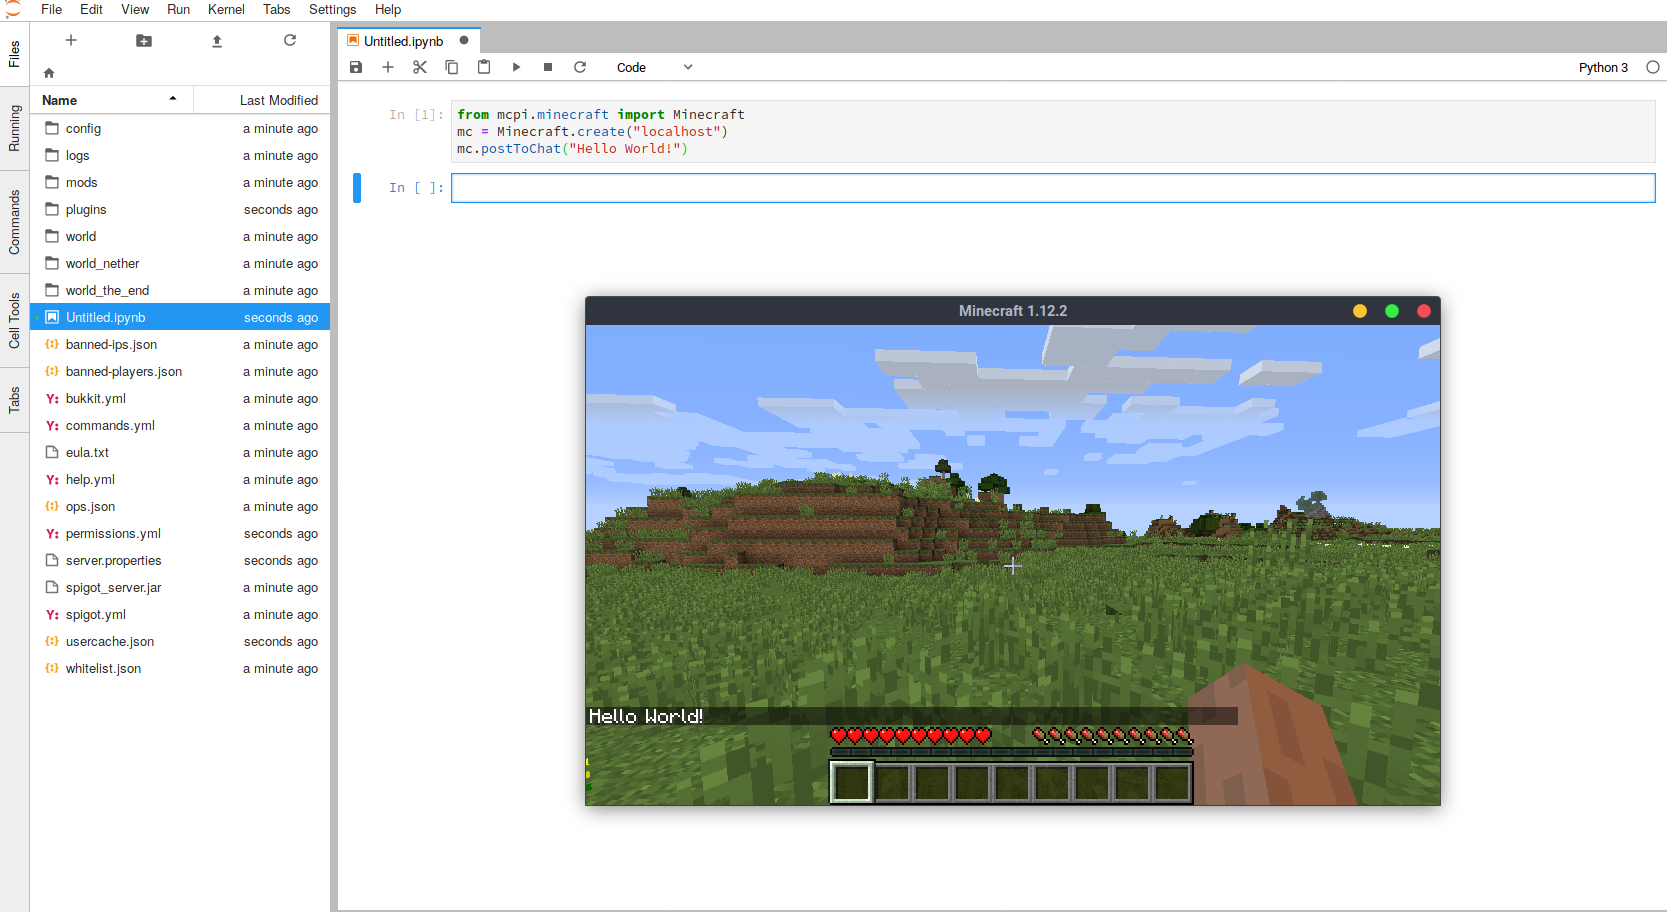 File Edit View Run Kernel Tabs Settings Help
Files
Running
Commands
Cell Tools
Tabs
Name Last Modified
config a minute ago
logs a minute ago
mods a minute ago
plugins seconds ago
world a minute ago
world_nether a minute ago
world_the_end a minute ago
Untitled.ipynb seconds ago
banned-ips.json a minute ago
banned-players.json a minute ago
bukkit.yml a minute ago
commands.yml a minute ago
eula.txt a minute ago
help.yml a minute ago
ops.json a minute ago
permissions.yml seconds ago
server.properties seconds ago
spigot_server.jar a minute ago
spigot.yml a minute ago
usercache.json seconds ago
whitelist.json a minute ago
Untitled.ipynb
Code Python 3
In [1]: from mcpi.minecraft import Minecraft
mc = Minecraft.create("localhost")
mc.postToChat("Hello World!")
In [ ]:
Minecraft 1.12.2
Hello World!